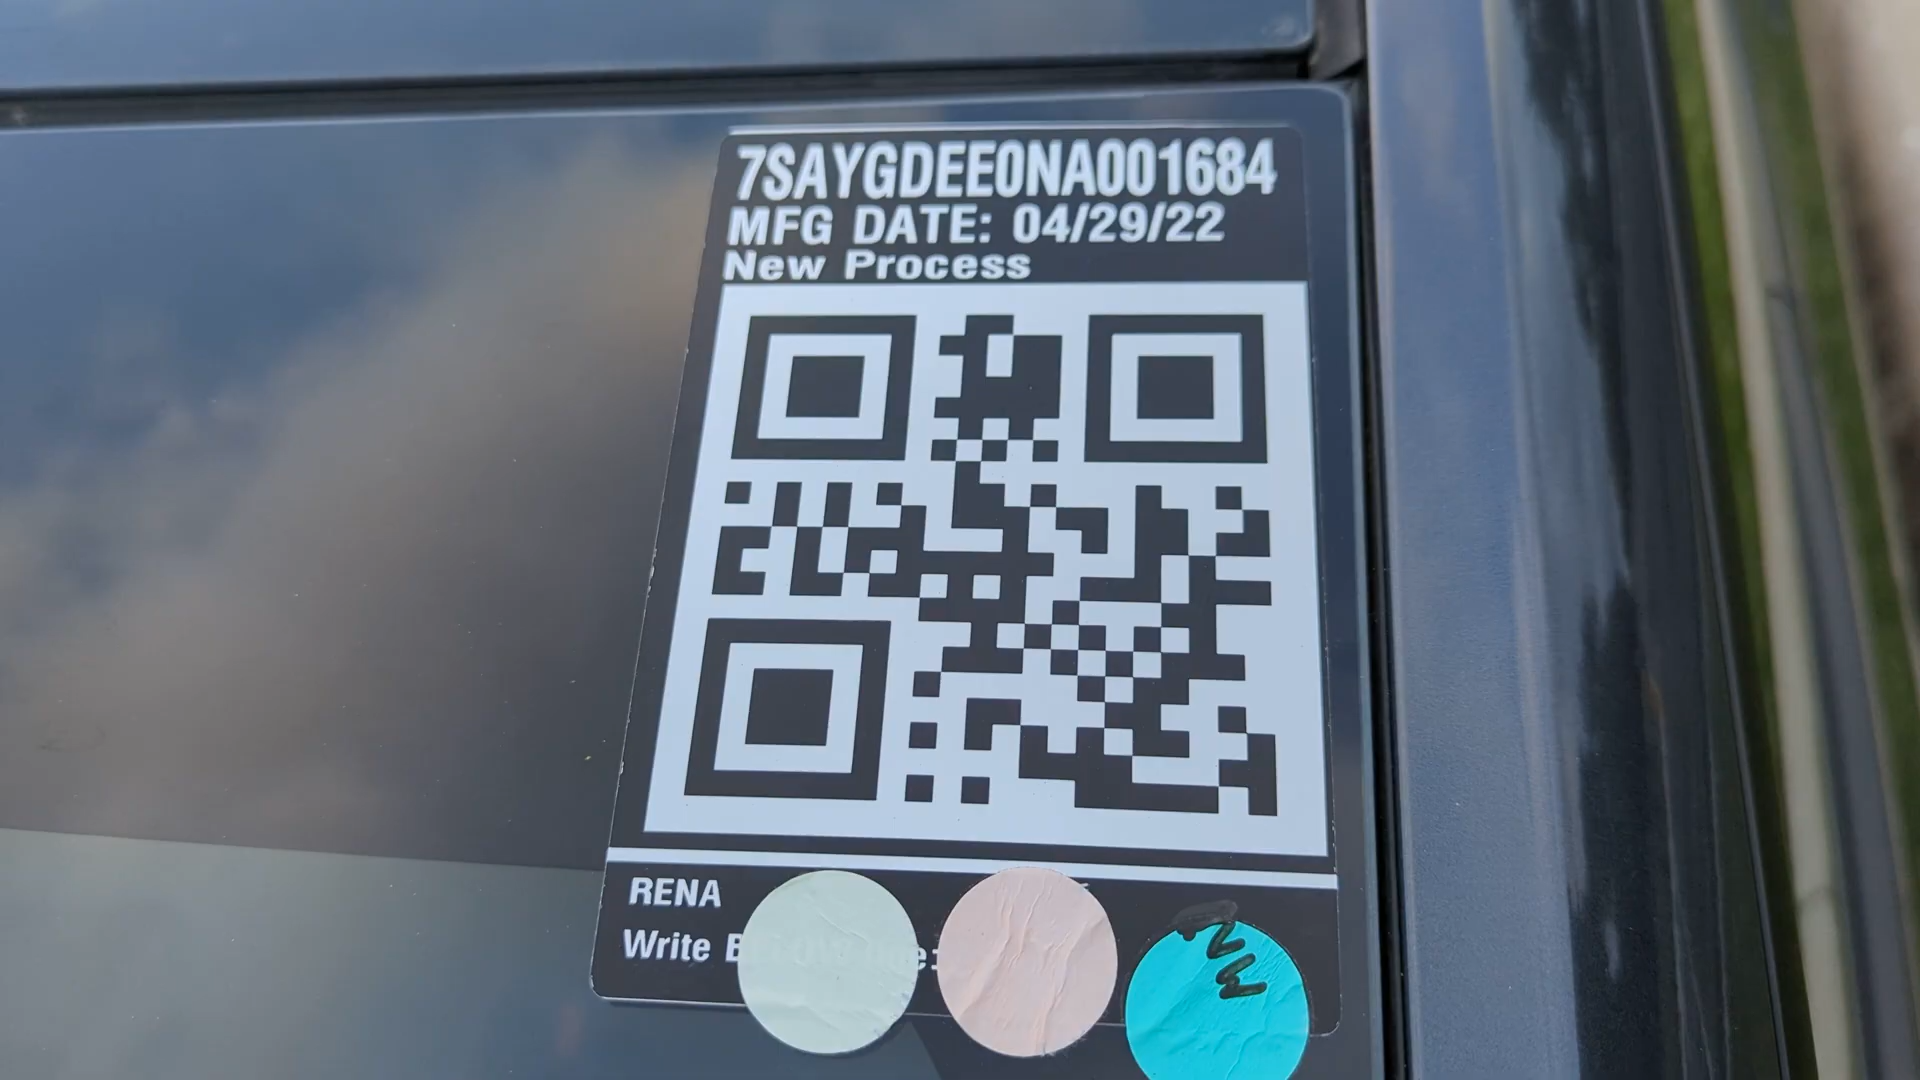 7SAYGDEE0NA001684
MFG DATE: 04/29/22
New Process
RENA
Write